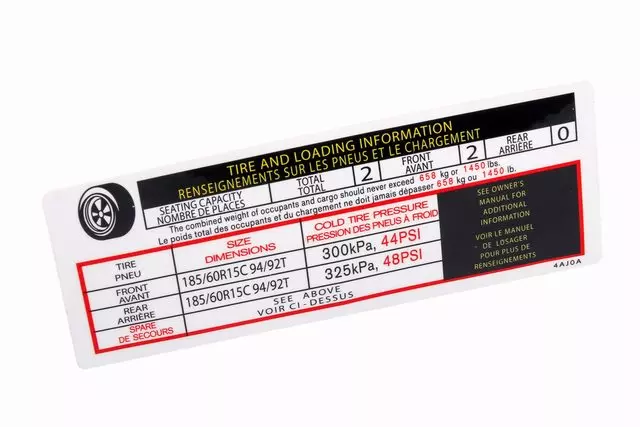 TIRE AND LOADING INFORMATION
RENSEIGNEMENTS SUR LES PNEUS ET LE CHARGEMENT
SEATING CAPACITY TOTAL 2 FRONT 2 REAR 0
NOMBRE DE PLACES TOTAL AVANT ARRIÈRE
The combined weight of occupants and cargo should never exceed 658 kg or 1450 lbs.
Le poids total des occupants et du chargement ne doit jamais dépasser 658 kg ou 1450 lb.
TIRE SIZE COLD TIRE PRESSURE
PNEU DIMENSIONS PRESSION DES PNEUS À FROID
FRONT 185/60R15C 94/92T 300kPa, 44PSI
AVANT
REAR 185/60R15C 94/92T 325kPa, 48PSI
ARRIÈRE
SPARE SEE ABOVE
DE SECOURS VOIR CI-DESSUS
SEE OWNER'S
MANUAL FOR
ADDITIONAL
INFORMATION
VOIR LE MANUEL
DE LOSAGER
POUR PLUS DE
RENSEIGNEMENTS
4AJ0A